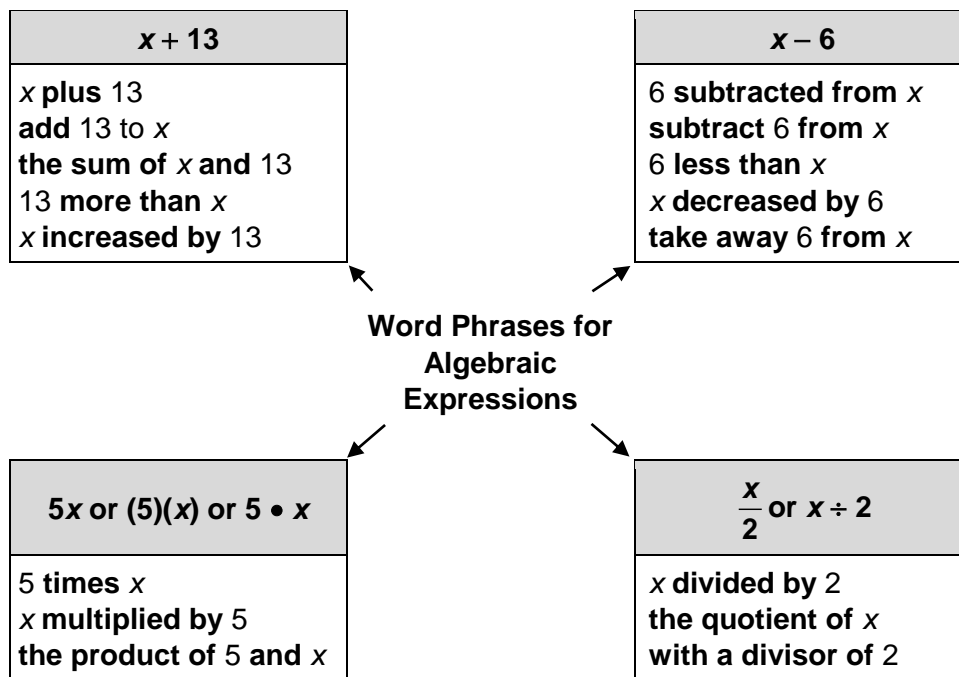 x + 13
x plus 13
add 13 to x
the sum of x and 13
13 more than x
x increased by 13
x – 6
6 subtracted from x
subtract 6 from x
6 less than x
x decreased by 6
take away 6 from x
Word Phrases for
Algebraic
Expressions
5x or (5)(x) or 5 • x
5 times x
x multiplied by 5
the product of 5 and x
x/2 or x ÷ 2
x divided by 2
the quotient of x
with a divisor of 2